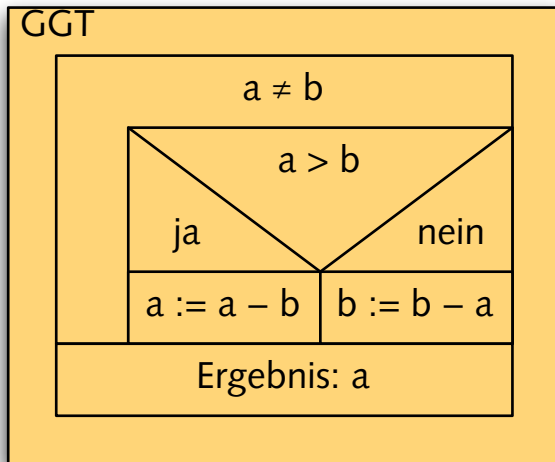 GGT
a ≠ b
a > b
ja nein
a := a – b b := b – a
Ergebnis: a